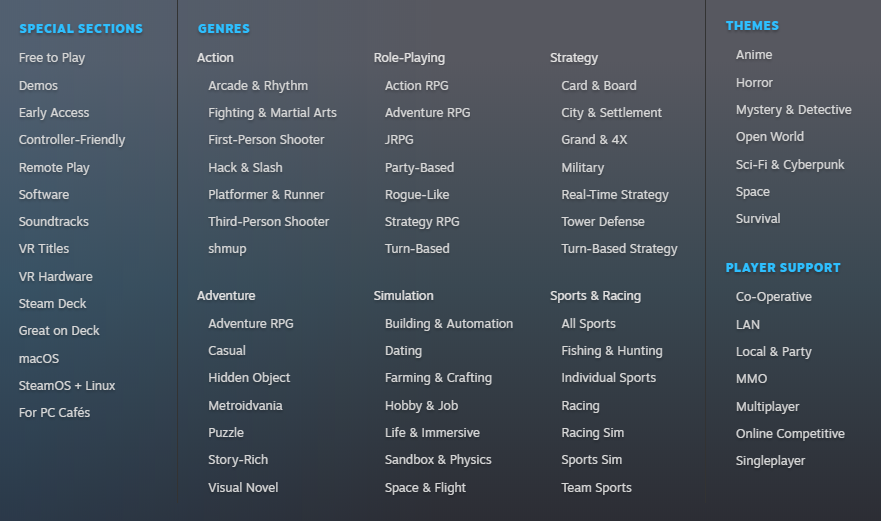 SPECIAL SECTIONS
Free to Play
Demos
Early Access
Controller-Friendly
Remote Play
Software
Soundtracks
VR Titles
VR Hardware
Steam Deck
Great on Deck
macOS
SteamOS + Linux
For PC Cafés
GENRES
Action
Arcade & Rhythm
Fighting & Martial Arts
First-Person Shooter
Hack & Slash
Platformer & Runner
Third-Person Shooter
shmup
Adventure
Adventure RPG
Casual
Hidden Object
Metroidvania
Puzzle
Story-Rich
Visual Novel
Role-Playing
Action RPG
Adventure RPG
JRPG
Party-Based
Rogue-Like
Strategy RPG
Turn-Based
Simulation
Building & Automation
Dating
Farming & Crafting
Hobby & Job
Life & Immersive
Sandbox & Physics
Space & Flight
Strategy
Card & Board
City & Settlement
Grand & 4X
Military
Real-Time Strategy
Tower Defense
Turn-Based Strategy
Sports & Racing
All Sports
Fishing & Hunting
Individual Sports
Racing
Racing Sim
Sports Sim
Team Sports
THEMES
Anime
Horror
Mystery & Detective
Open World
Sci-Fi & Cyberpunk
Space
Survival
PLAYER SUPPORT
Co-Operative
LAN
Local & Party
MMO
Multiplayer
Online Competitive
Singleplayer